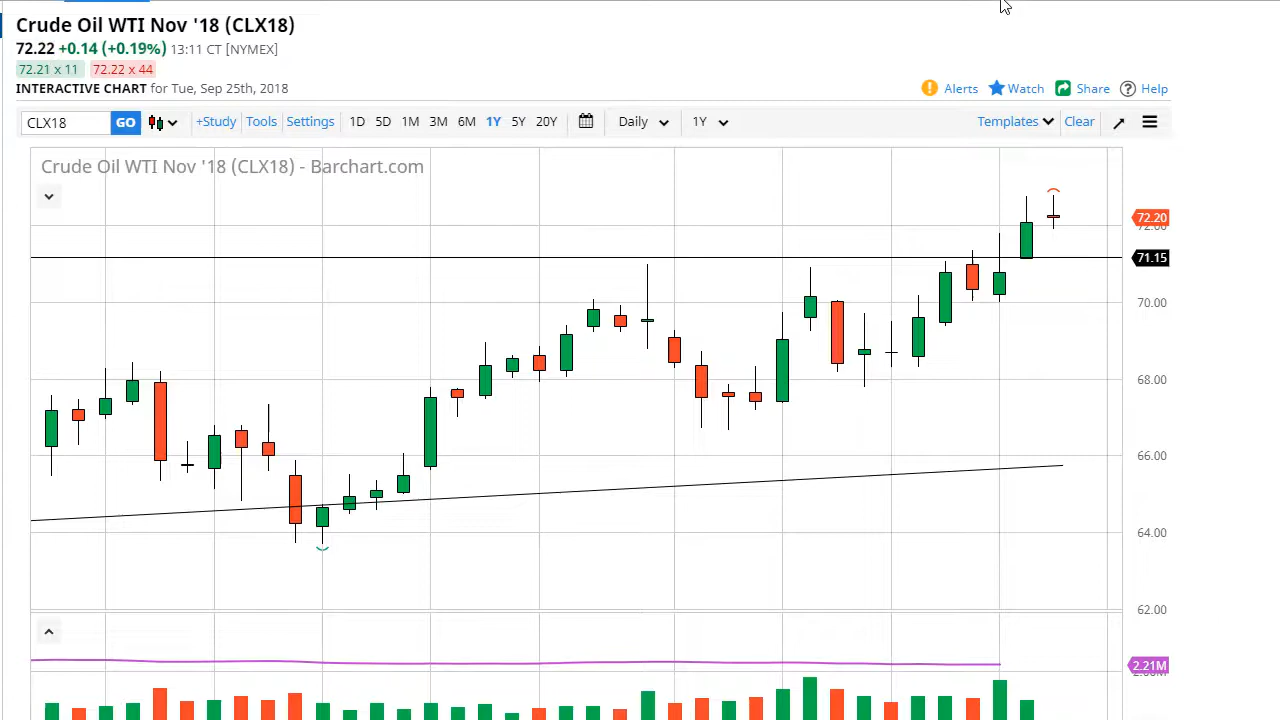 Crude Oil WTI Nov '18 (CLX18)
72.22 +0.14 (+0.19%) 13:11 CT [NYMEX]
72.21 x 11 72.22 x 44
INTERACTIVE CHART for Tue, Sep 25th, 2018
Alerts Watch Share Help
CLX18 GO +Study Tools Settings 1D 5D 1M 3M 6M 1Y 5Y 20Y Daily 1Y Templates Clear
Crude Oil WTI Nov '18 (CLX18) - Barchart.com
72.20
72.00
71.15
70.00
68.00
66.00
64.00
62.00
2.21M